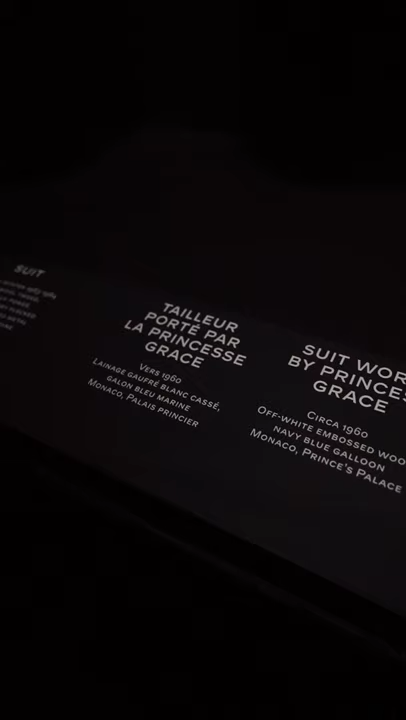 SUIT
TAILLEUR
PORTÉ PAR
LA PRINCESSE
GRACE
VERS 1960
LAINAGE GAUFRÉ BLANC CASSÉ,
GALON BLEU MARINE
MONACO, PALAIS PRINCIER
SUIT WOR
BY PRINCES
GRACE
CIRCA 1960
OFF-WHITE EMBOSSED WOO
NAVY BLUE GALLOON
MONACO, PRINCE'S PALACE